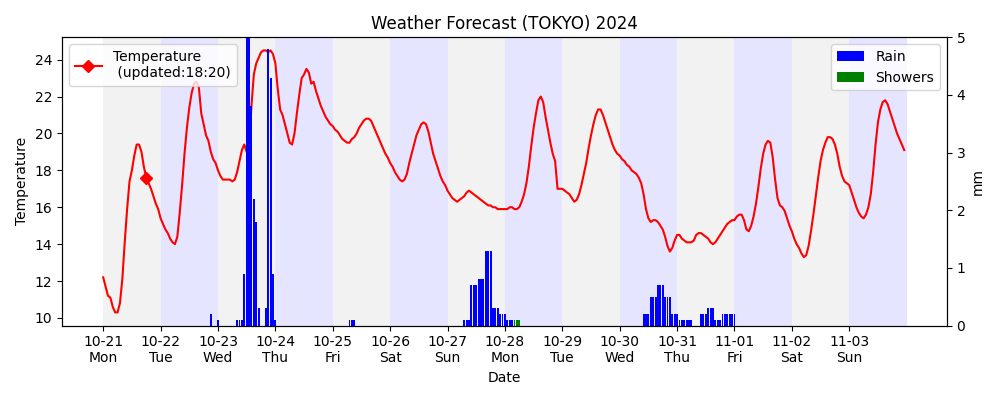 Weather Forecast (TOKYO) 2024
Temperature
(updated:18:20)
Rain
Showers
Temperature
24
22
20
18
16
14
12
10
5
4
3
2
1
0
mm
10-21 10-22 10-23 10-24 10-25 10-26 10-27 10-28 10-29 10-30 10-31 11-01 11-02 11-03
Mon Tue Wed Thu Fri Sat Sun Mon Tue Wed Thu Fri Sat Sun
Date